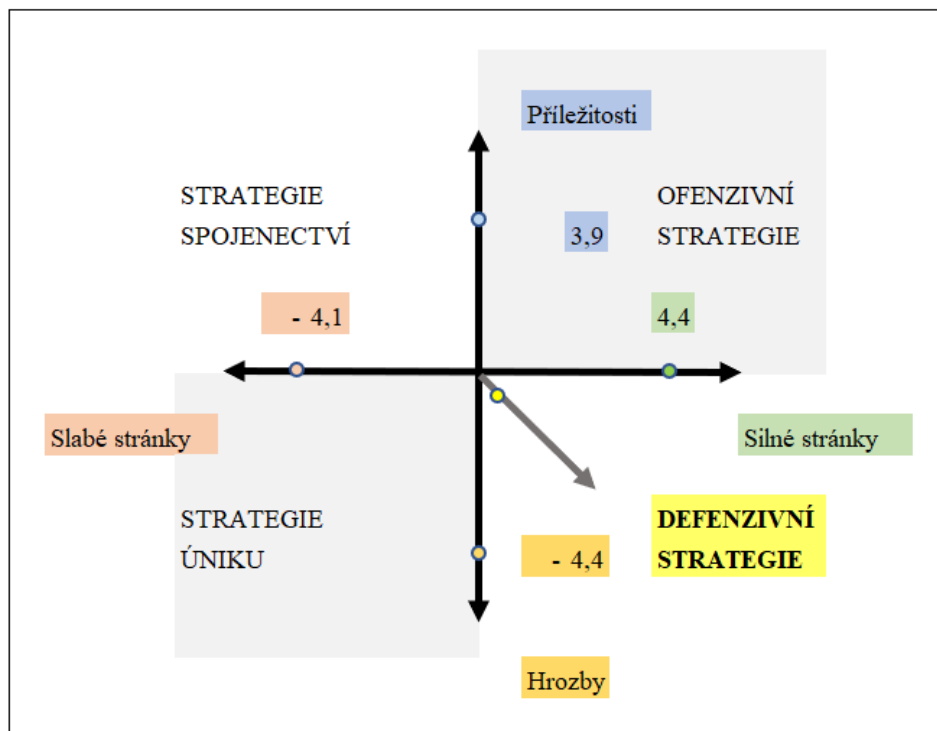 Příležitosti
STRATEGIE
SPOJENECTVÍ
OFENZIVNÍ
STRATEGIE
3,9
- 4,1
4,4
Slabé stránky
Silné stránky
STRATEGIE
ÚNIKU
DEFENZIVNÍ
STRATEGIE
- 4,4
Hrozby